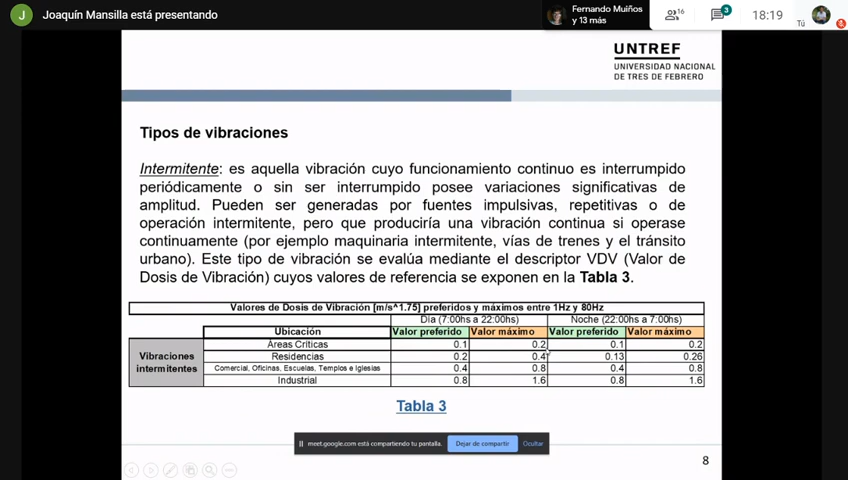 J Joaquín Mansilla está presentando
Fernando Muiños
y 13 más
16
3
18:19
Tú
UNTREF
UNIVERSIDAD NACIONAL
DE TRES DE FEBRERO
Tipos de vibraciones
Intermitente: es aquella vibración cuyo funcionamiento continuo es interrumpido
periódicamente o sin ser interrumpido posee variaciones significativas de
amplitud. Pueden ser generadas por fuentes impulsivas, repetitivas o de
operación intermitente, pero que produciría una vibración continua si operase
continuamente (por ejemplo maquinaria intermitente, vías de trenes y el tránsito
urbano). Este tipo de vibración se evalúa mediante el descriptor VDV (Valor de
Dosis de Vibración) cuyos valores de referencia se exponen en la Tabla 3.
Valores de Dosis de Vibración [m/s^1.75] preferidos y máximos entre 1Hz y 80Hz
Día (7:00hs a 22:00hs) Noche (22:00hs a 7:00hs)
Ubicación Valor preferido Valor máximo Valor preferido Valor máximo
Vibraciones intermitentes
Áreas Críticas 0.1 0.2 0.1 0.2
Residencias 0.2 0.4 0.13 0.26
Comercial, Oficinas, Escuelas, Templos e Iglesias 0.4 0.8 0.4 0.8
Industrial 0.8 1.6 0.8 1.6
Tabla 3
meet.google.com está compartiendo tu pantalla. Dejar de compartir Ocultar
8